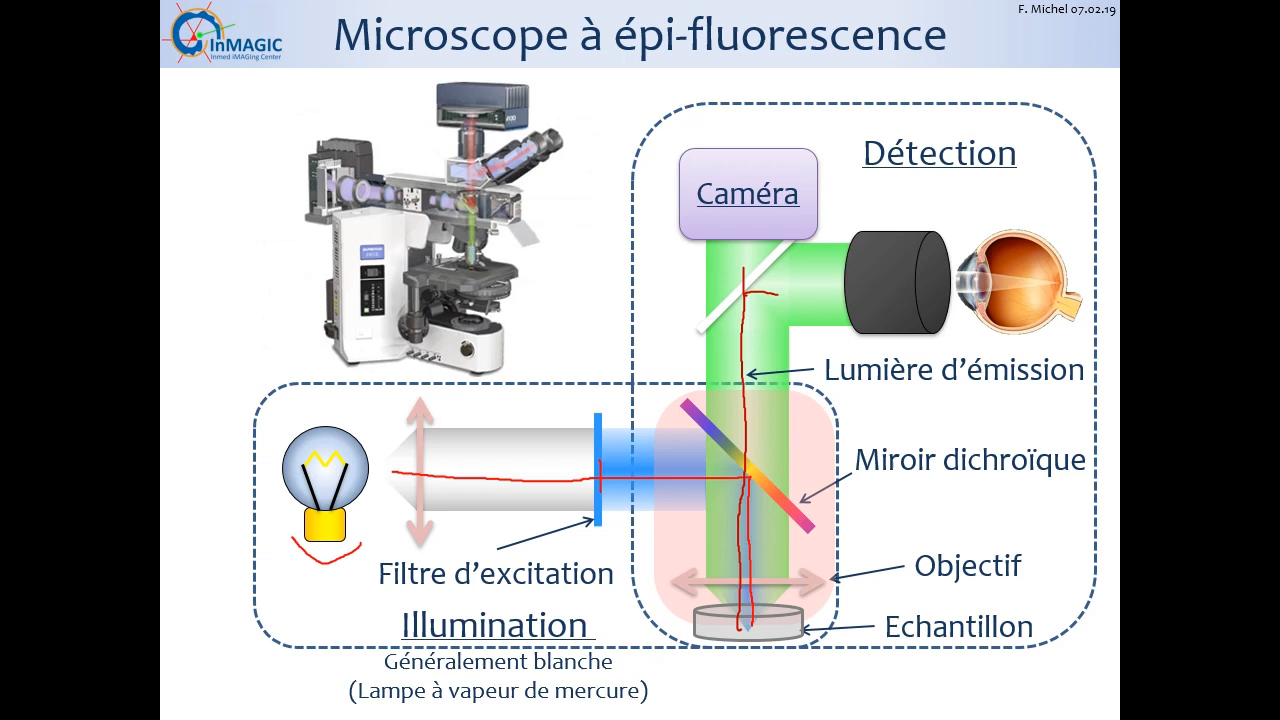 F. Michel 07.02.19
InMAGIC
Inmed iMAGing Center
Microscope à épi-fluorescence
Détection
Caméra
Lumière d'émission
Miroir dichroïque
Objectif
Filtre d'excitation
Echantillon
Illumination
Généralement blanche
(Lampe à vapeur de mercure)